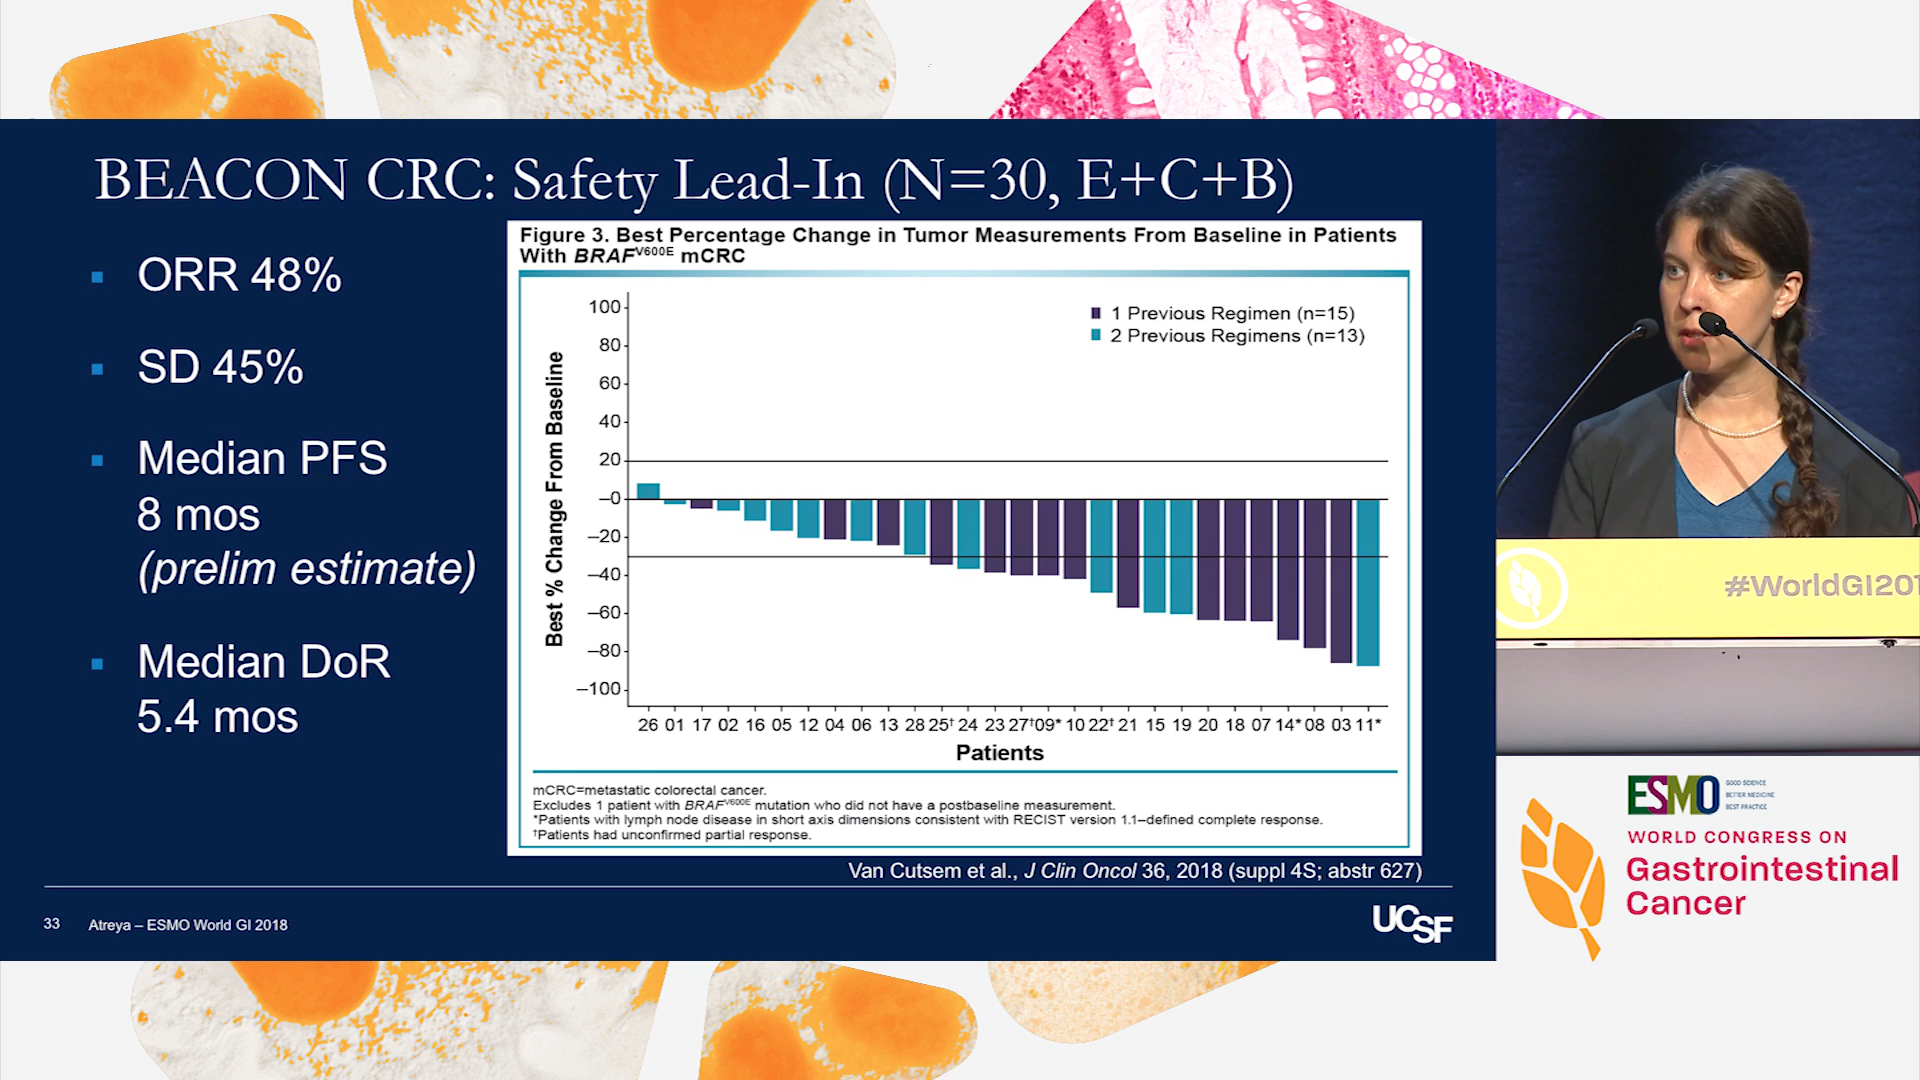 BEACON CRC: Safety Lead-In (N=30, E+C+B)
ORR 48%
SD 45%
Median PFS
8 mos
(prelim estimate)
Median DoR
5.4 mos
Figure 3. Best Percentage Change in Tumor Measurements From Baseline in Patients
With BRAFV600E mCRC
1 Previous Regimen (n=15)
2 Previous Regimens (n=13)
Best % Change From Baseline
100
80
60
40
20
–0
–20
–40
–60
–80
–100
26 01 17 02 16 05 12 04 06 13 28 25† 24 23 27† 09* 10 22† 21 15 19 20 18 07 14* 08 03 11*
Patients
mCRC=metastatic colorectal cancer.
Excludes 1 patient with BRAFV600E mutation who did not have a postbaseline measurement.
*Patients with lymph node disease in short axis dimensions consistent with RECIST version 1.1–defined complete response.
†Patients had unconfirmed partial response.
Van Cutsem et al., J Clin Oncol 36, 2018 (suppl 4S; abstr 627)
33 Atreya – ESMO World GI 2018
UCSF
#WorldGI201
ESMO
GOOD SCIENCE
BETTER MEDICINE
BEST PRACTICE
WORLD CONGRESS ON
Gastrointestinal
Cancer